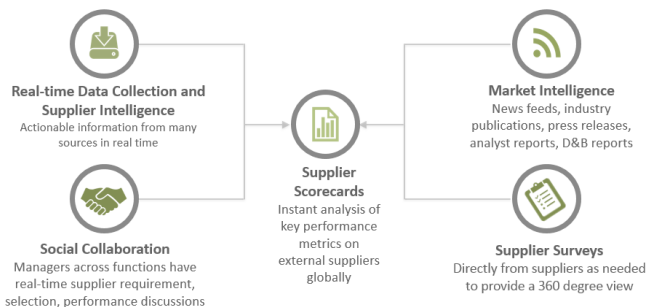 Real-time Data Collection and
Supplier Intelligence
Actionable information from many
sources in real time
Social Collaboration
Managers across functions have
real-time supplier requirement,
selection, performance discussions
Supplier
Scorecards
Instant analysis of
key performance
metrics on
external suppliers
globally
Market Intelligence
News feeds, industry
publications, press releases,
analyst reports, D&B reports
Supplier Surveys
Directly from suppliers as needed
to provide a 360 degree view